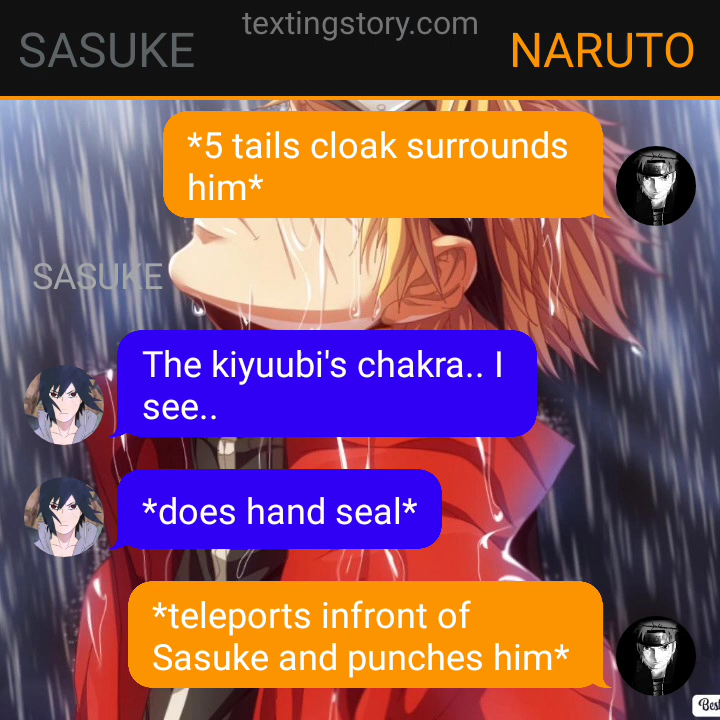 textingstory.com
SASUKE
NARUTO
*5 tails cloak surrounds
him*
SASUKE
The kiyuubi's chakra.. I
see..
*does hand seal*
*teleports infront of
Sasuke and punches him*